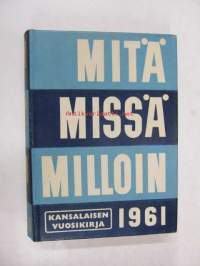 MITÄ
MISSÄ
MILLOIN
KANSALAISEN
VUOSIKIRJA
1961